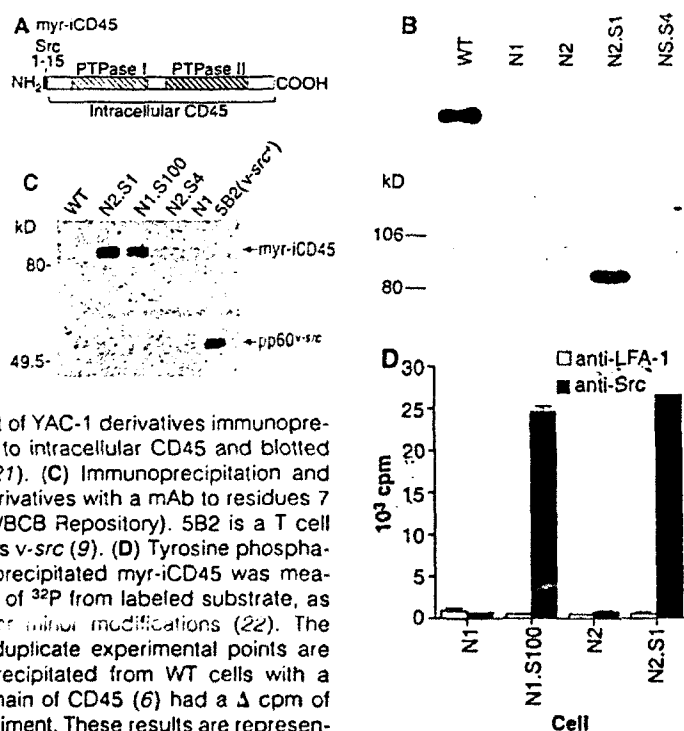 A myr-iCD45
Src
1-15
PTPase I PTPase II
NH2 COOH
Intracellular CD45
B
WT N1 N2 N2.S1 NS.S4
kD
106
80
C
WT N2.S1 N1.S100 N2.S4 N1 5B2(v-src+)
kD
80-
myr-iCD45
pp60v-src
49.5-
D
anti-LFA-1
anti-Src
30
25
20
15
10
5
0
10³ cpm
N1 N1.S100 N2 N2.S1
Cell
t of YAC-1 derivatives immunopre-
to intracellular CD45 and blotted
21). (C) Immunoprecipitation and
erivatives with a mAb to residues 7
/BCB Repository). 5B2 is a T cell
s v-src (9). (D) Tyrosine phospha-
precipitated myr-iCD45 was mea-
of ³²P from labeled substrate, as
er minor modifications (22). The
duplicate experimental points are
recipitated from WT cells with a
main of CD45 (6) had a Δ cpm of
iment. These results are represen-